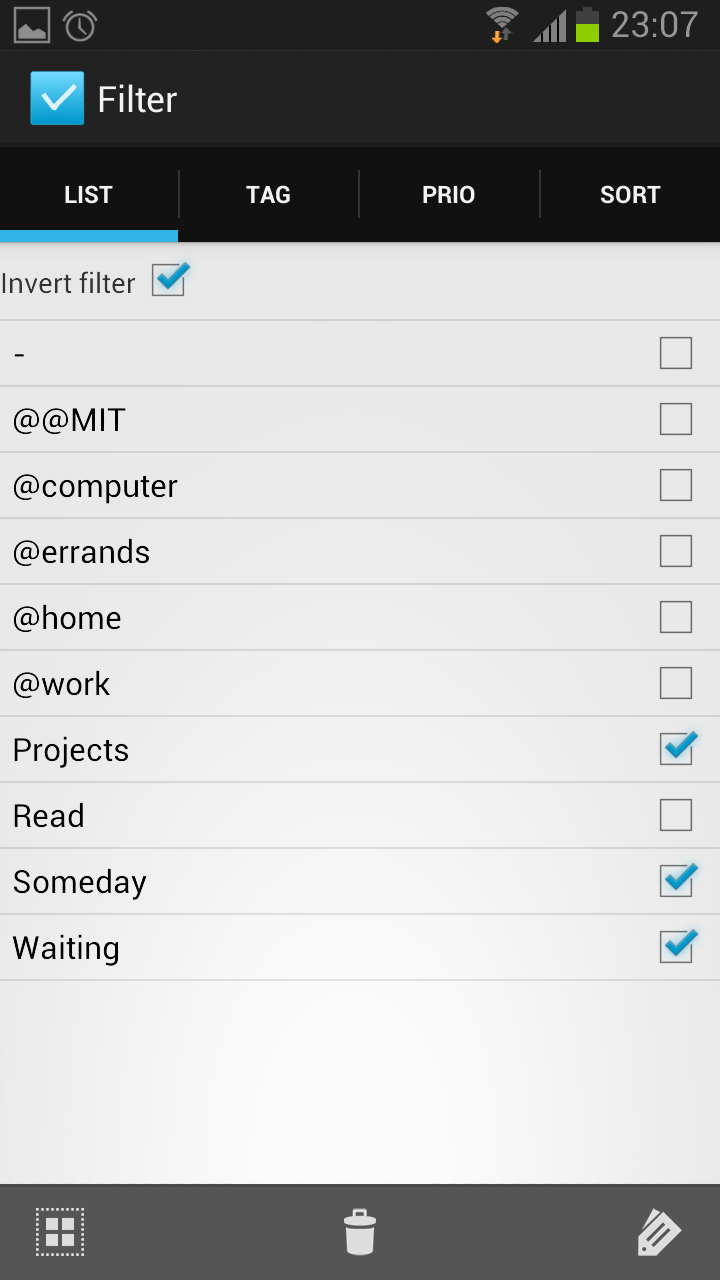 23:07
Filter
LIST
TAG
PRIO
SORT
Invert filter
-
@@MIT
@computer
@errands
@home
@work
Projects
Read
Someday
Waiting